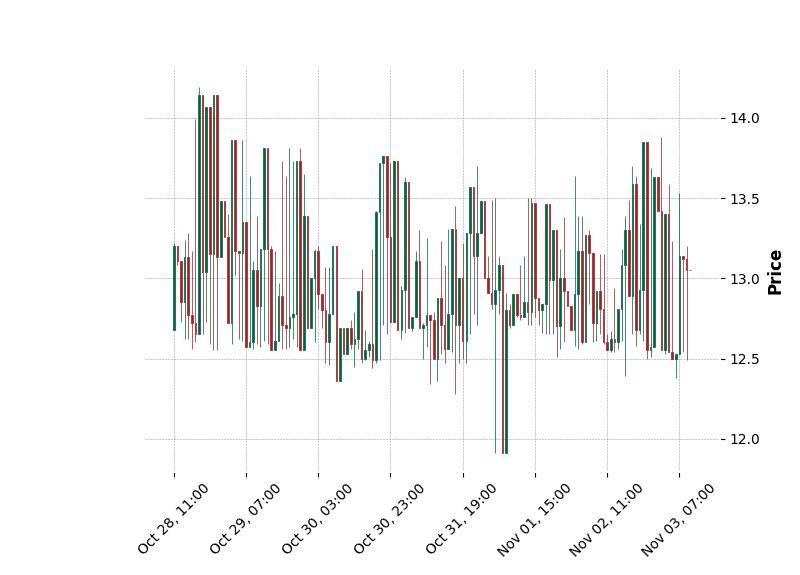 14.0
13.5
13.0
12.5
12.0
Price
Oct 28, 11:00
Oct 29, 07:00
Oct 30, 03:00
Oct 30, 23:00
Oct 31, 19:00
Nov 01, 15:00
Nov 02, 11:00
Nov 03, 07:00